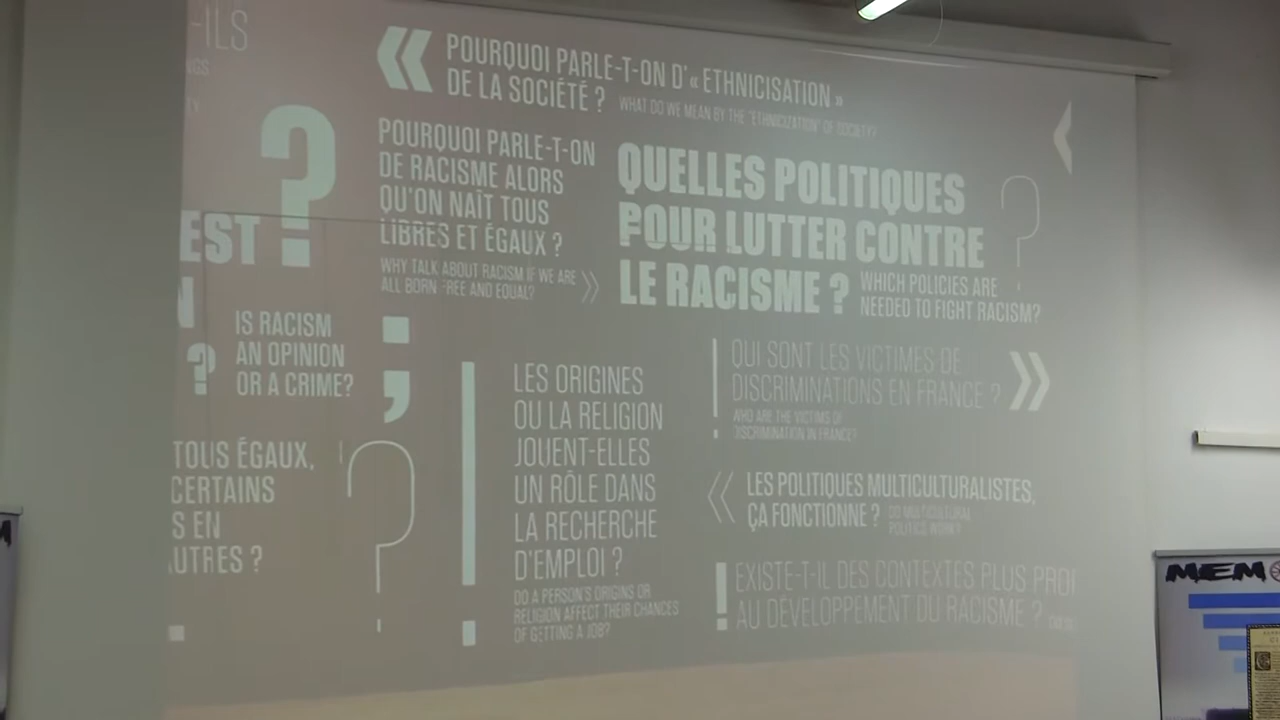 -ILS
«
POURQUOI PARLE-T-ON D'« ETHNICISATION »
DE LA SOCIÉTÉ ?
WHAT DO WE MEAN BY THE "ETHNICIZATION" OF SOCIETY?
?
EST
POURQUOI PARLE-T-ON
DE RACISME ALORS
QU'ON NAÎT TOUS
LIBRES ET ÉGAUX ?
WHY TALK ABOUT RACISM IF WE ARE
ALL BORN FREE AND EQUAL?
»
QUELLES POLITIQUES
POUR LUTTER CONTRE
LE RACISME ?
WHICH POLICIES ARE
NEEDED TO FIGHT RACISM?
?
N
?
IS RACISM
AN OPINION
OR A CRIME?
;
!
LES ORIGINES
OU LA RELIGION
JOUENT-ELLES
UN RÔLE DANS
LA RECHERCHE
D'EMPLOI ?
DO A PERSON'S ORIGINS OR
RELIGION AFFECT THEIR CHANCES
OF GETTING A JOB?
!
QUI SONT LES VICTIMES DE
DISCRIMINATIONS EN FRANCE ?
WHO ARE THE VICTIMS OF
DISCRIMINATION IN FRANCE?
»
TOUS ÉGAUX,
CERTAINS
S EN
AUTRES ?
?
«
LES POLITIQUES MULTICULTURALISTES,
ÇA FONCTIONNE ?
DO MULTICULTURAL
POLITICS WORK?
!
EXISTE-T-IL DES CONTEXTES PLUS PROP
AU DÉVELOPPEMENT DU RACISME ?
MEM